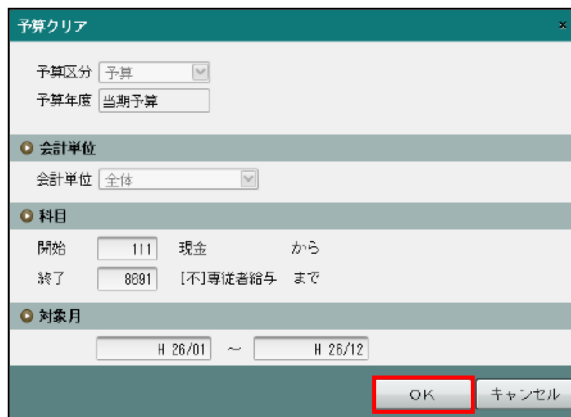 予算クリア ×
予算区分 予算
予算年度 当期予算
会計単位
会計単位 全体
科目
開始 111 現金 から
終了 8691 [不]専従者給与 まで
対象月
H 26/01 ～ H 26/12
OK キャンセル